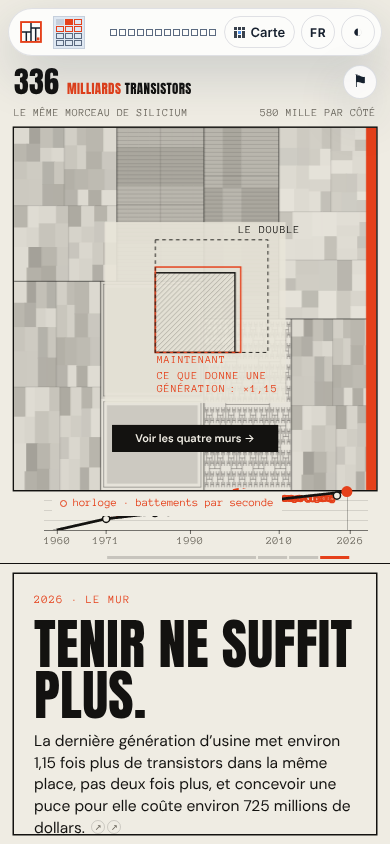 Carte
FR
336 MILLIARDS TRANSISTORS
LE MÊME MORCEAU DE SILICIUM
580 MILLE PAR CÔTÉ
LE DOUBLE
MAINTENANT
CE QUE DONNE UNE
GÉNÉRATION : ×1,15
Voir les quatre murs →
horloge · battements par seconde
1960 1971 1990 2010 2026
2026 · LE MUR
TENIR NE SUFFIT
PLUS.
La dernière génération d’usine met environ
1,15 fois plus de transistors dans la même
place, pas deux fois plus, et concevoir une
puce pour elle coûte environ 725 millions de
dollars. ↗ ↗